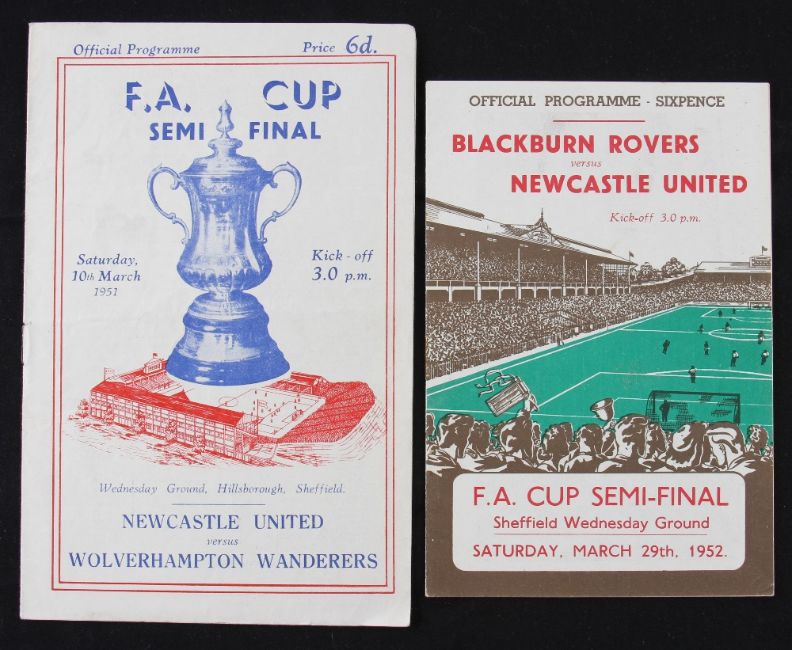 Official Programme Price 6d.
F.A. CUP
SEMI FINAL
Saturday,
10th March
1951
Kick-off
3.0 p.m.
Wednesday Ground, Hillsborough, Sheffield.
NEWCASTLE UNITED
versus
WOLVERHAMPTON WANDERERS
OFFICIAL PROGRAMME - SIXPENCE
BLACKBURN ROVERS
versus
NEWCASTLE UNITED
Kick-off 3.0 p.m.
F.A. CUP SEMI-FINAL
Sheffield Wednesday Ground
SATURDAY, MARCH 29th, 1952.